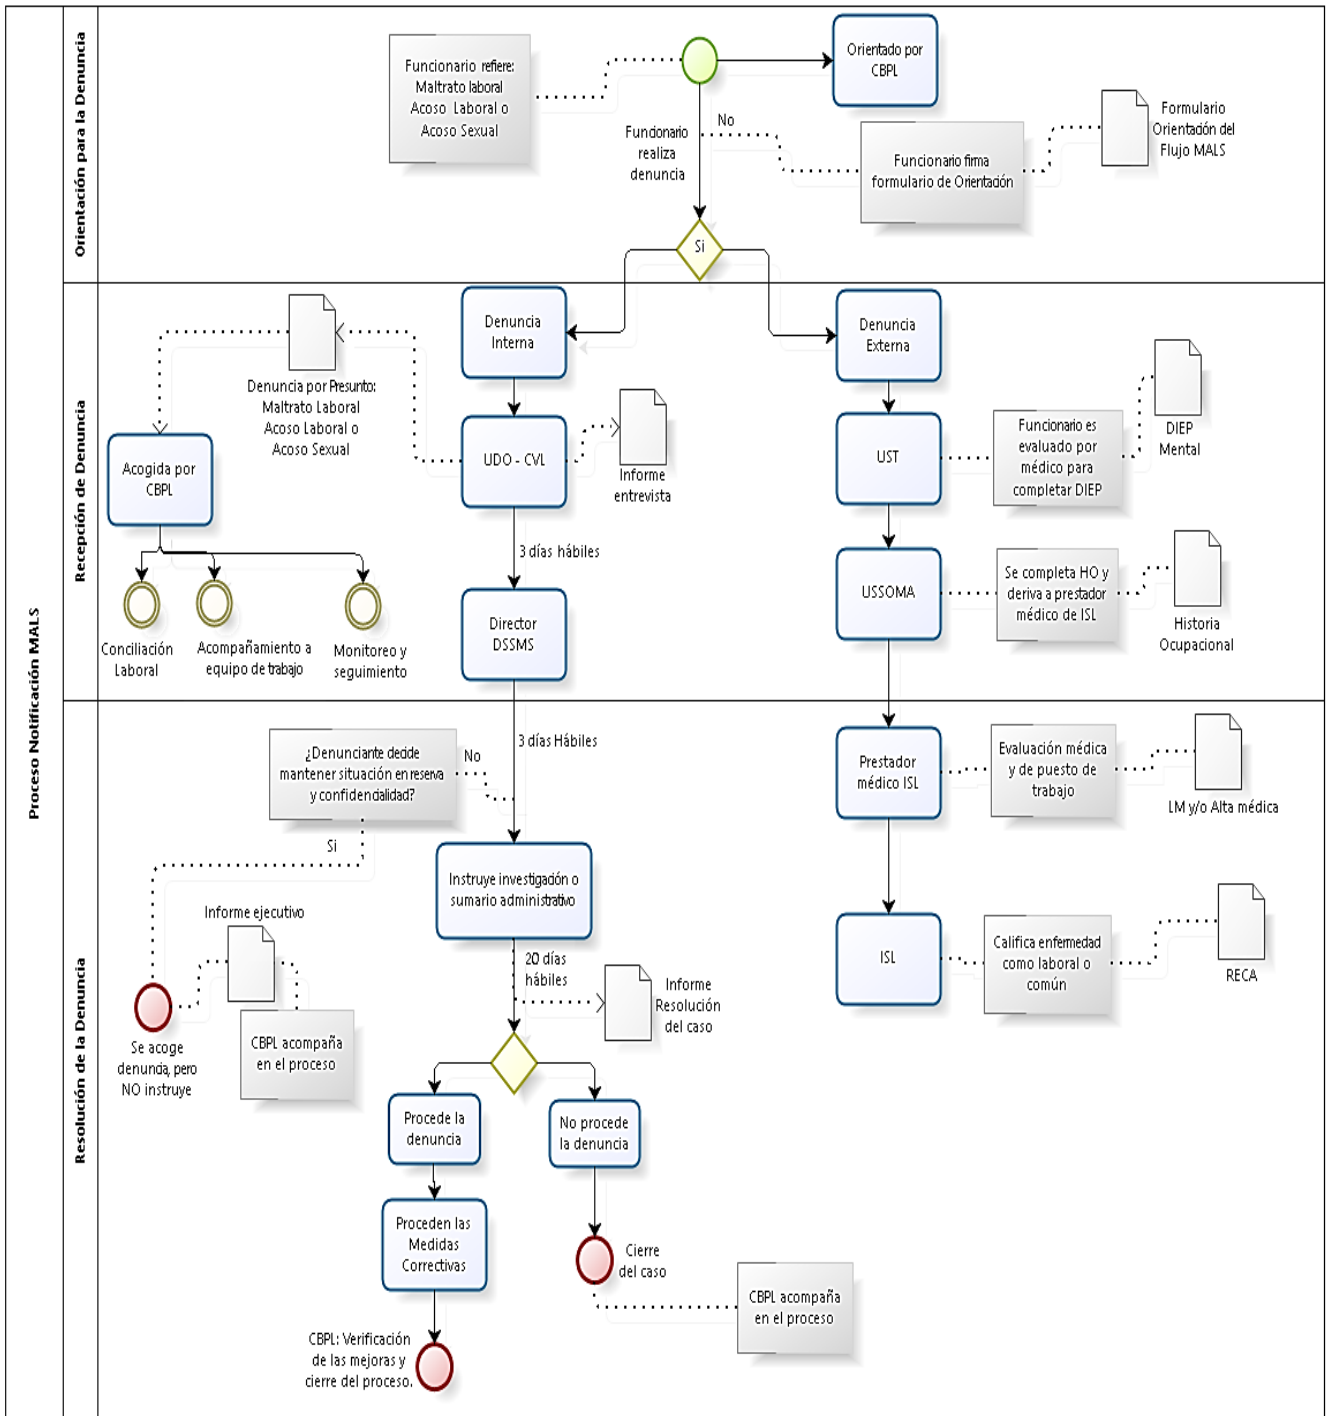 Proceso Notificación MALS
Orientación para la Denuncia
Funcionario refiere:
Maltrato laboral
Acoso Laboral o
Acoso Sexual
Orientado por
CBPL
Funcionario
realiza
denuncia
No
Funcionario firma
formulario de Orientación
Formulario
Orientación del
Flujo MALS
Si
Recepción de Denuncia
Denuncia
Interna
Denuncia
Externa
Denuncia por Presunto:
Maltrato Laboral
Acoso Laboral o
Acoso Sexual
Acogida por
CBPL
UDO - CVL
Informe
entrevista
UST
Funcionario es
evaluado por
médico para
completar DIEP
DIEP
Mental
3 días hábiles
Conciliación
Laboral
Acompañamiento a
equipo de trabajo
Monitoreo y
seguimiento
Director
DSSMS
USSOMA
Se completa HO y
deriva a prestador
médico de ISL
Historia
Ocupacional
Resolución de la Denuncia
¿Denunciante decide
mantener situación en reserva
y confidencialidad?
No
3 días Hábiles
Si
Prestador
médico ISL
Evaluación médica
y de puesto de
trabajo
LM y/o Alta médica
Instruye investigación o
sumario administrativo
Informe ejecutivo
Se acoge
denuncia, pero
NO instruye
CBPL acompaña
en el proceso
20 días
hábiles
Informe
Resolución
del caso
ISL
Califica enfermedad
como laboral o
común
RECA
Procede la
denuncia
No procede
la denuncia
Proceden las
Medidas
Correctivas
Cierre
del caso
CBPL acompaña
en el proceso
CBPL: Verificación
de las mejoras y
cierre del proceso.